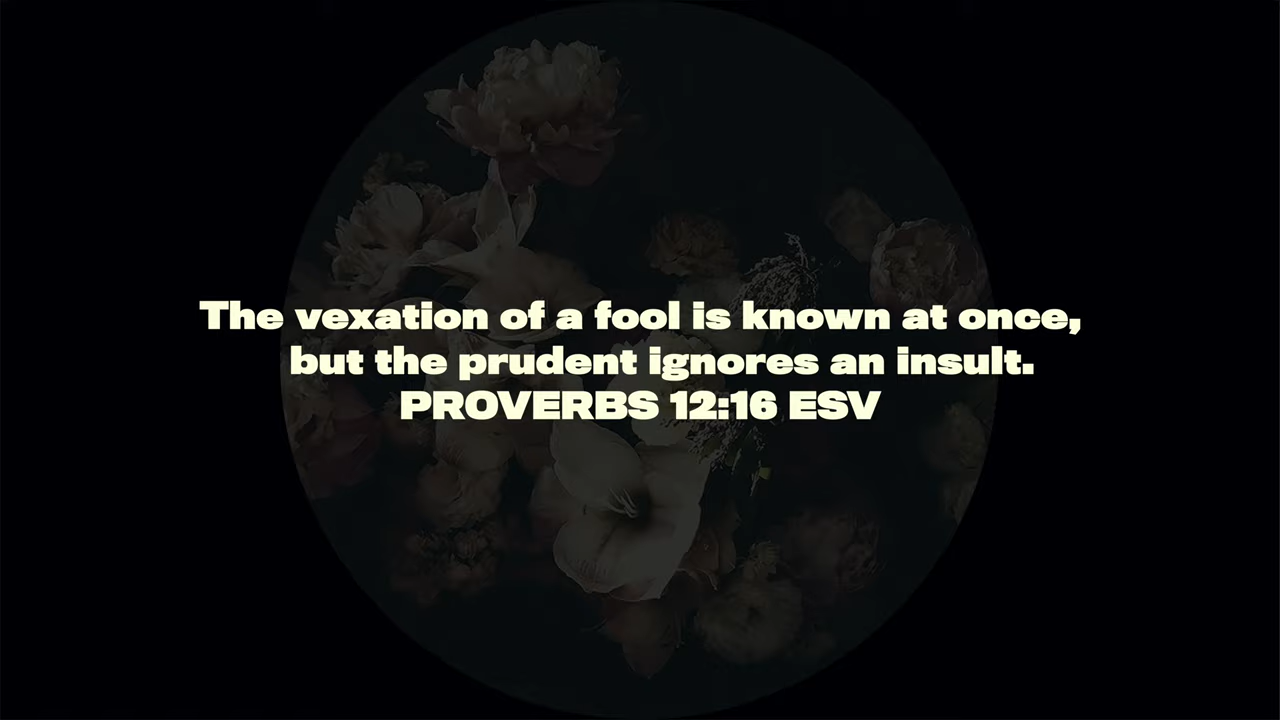 The vexation of a fool is known at once,
but the prudent ignores an insult.
PROVERBS 12:16 ESV